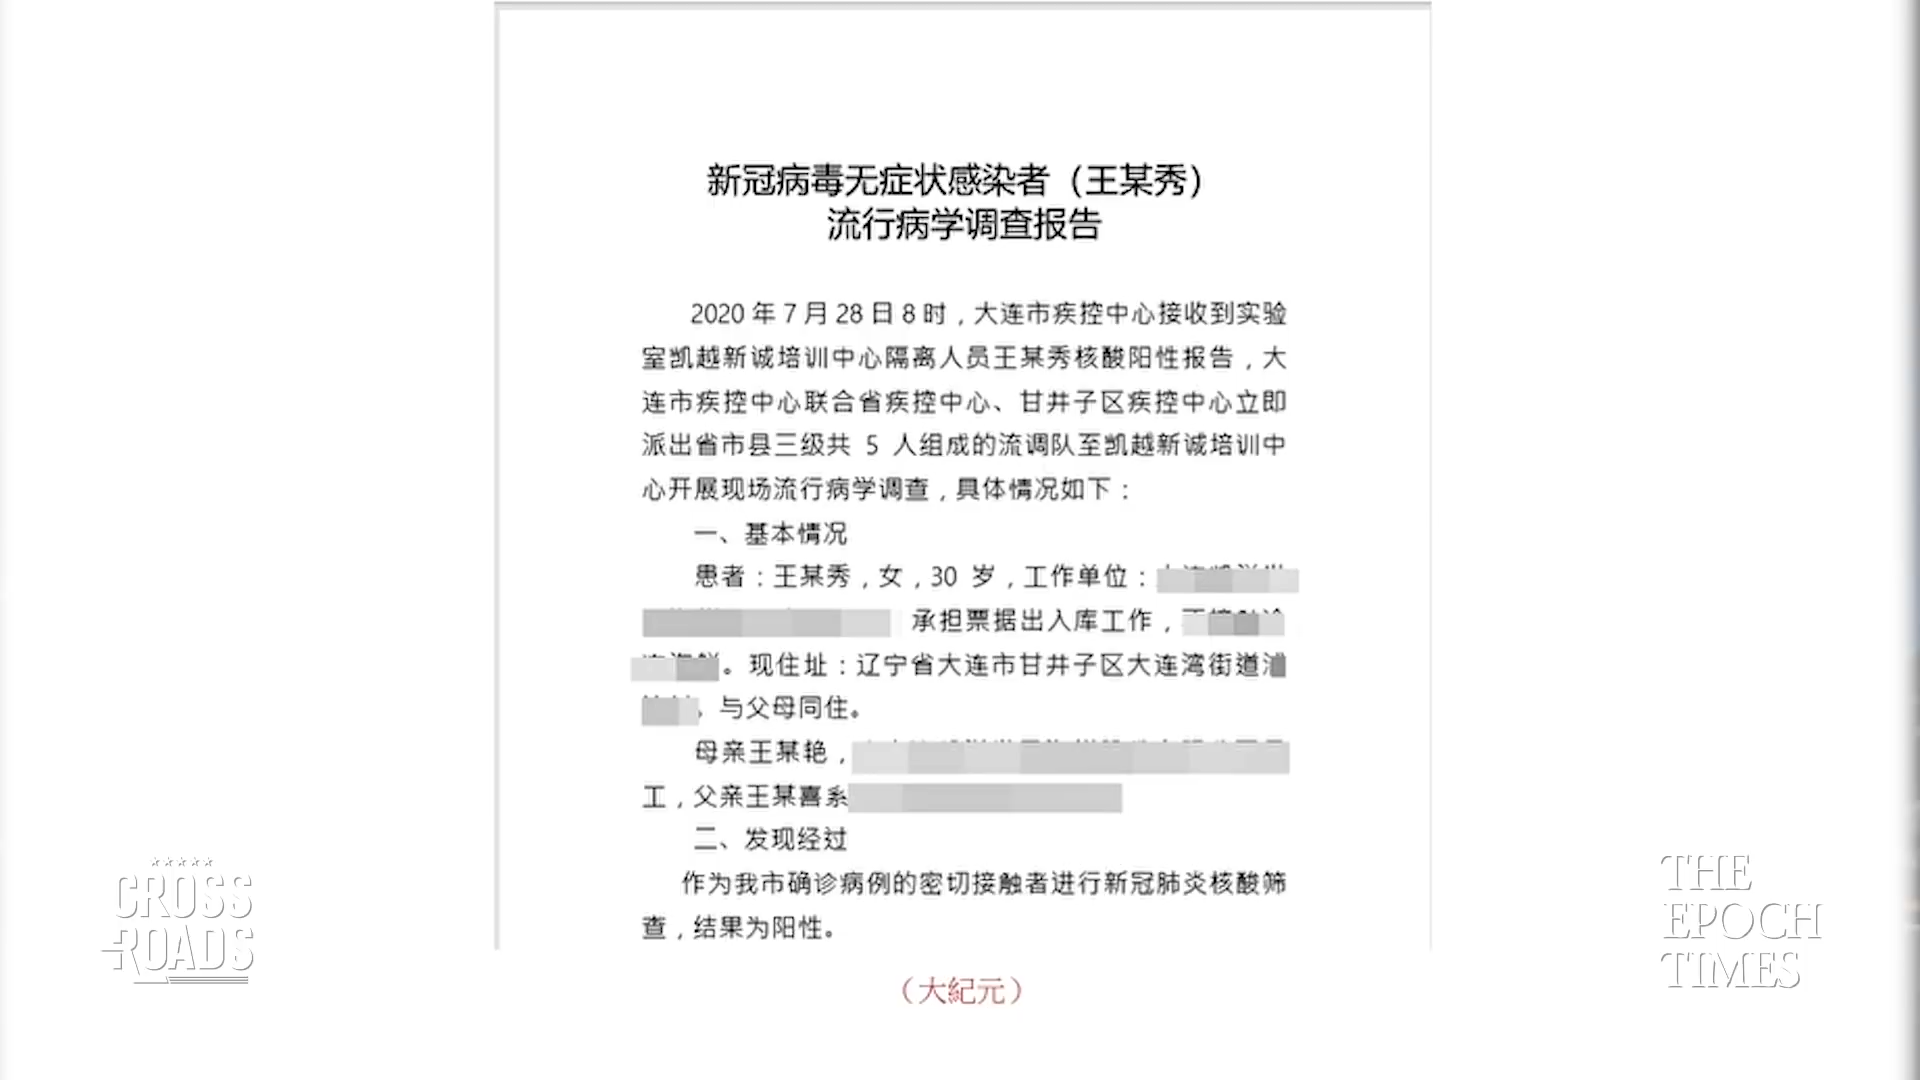 新冠病毒无症状感染者（王某秀）
流行病学调查报告
2020 年 7 月 28 日 8 时，大连市疾控中心接收到实验
室凯越新诚培训中心隔离人员王某秀核酸阳性报告，大
连市疾控中心联合省疾控中心、甘井子区疾控中心立即
派出省市县三级共 5 人组成的流调队至凯越新诚培训中
心开展现场流行病学调查，具体情况如下：
一、基本情况
患者：王某秀，女，30 岁，工作单位：
承担票据出入库工作，
。现住址：辽宁省大连市甘井子区大连湾街道
，与父母同住。
母亲王某艳，
工，父亲王某喜系
二、发现经过
作为我市确诊病例的密切接触者进行新冠肺炎核酸筛
查，结果为阳性。
（大紀元）
CROSS
ROADS
THE
EPOCH
TIMES